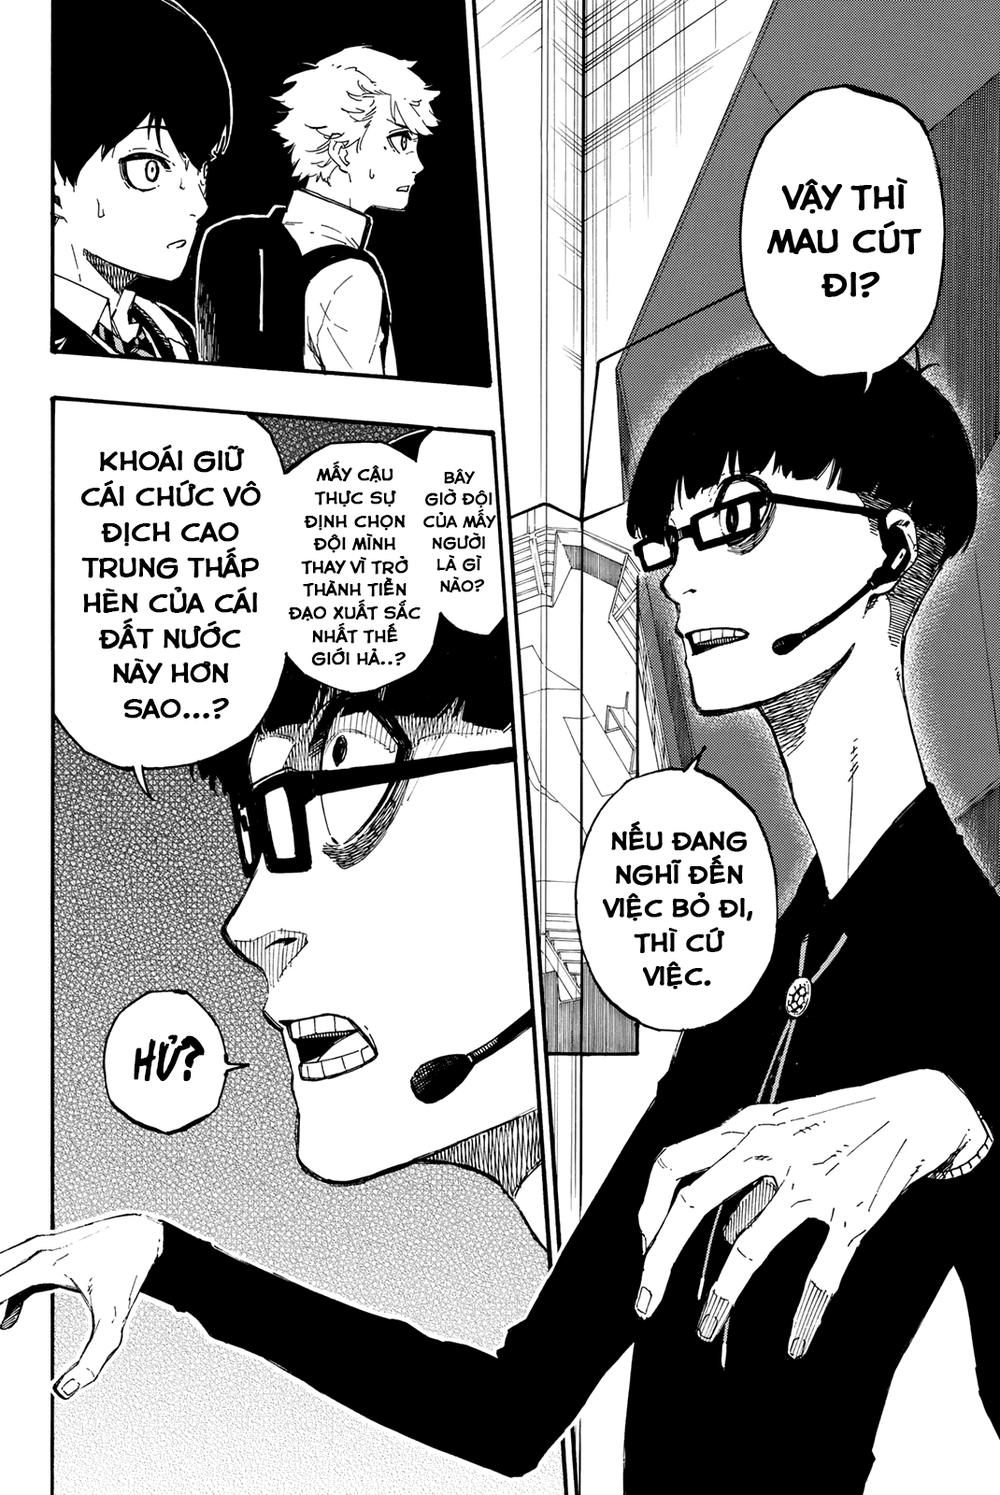 VẬY THÌ
MAU CÚT
ĐI?
NẾU ĐANG
NGHĨ ĐẾN
VIỆC BỎ ĐI,
THÌ CỨ
VIỆC.
BÂY
GIỜ ĐỘI
CỦA MẤY
NGƯỜI
LÀ GÌ
NÀO?
MẤY CẬU
THỰC SỰ
ĐỊNH CHỌN
ĐỘI MÌNH
THAY VÌ TRỞ
THÀNH TIỀN
ĐẠO XUẤT SẮC
NHẤT THẾ
GIỚI HẢ..?
KHOÁI GIỮ
CÁI CHỨC VÔ
ĐỊCH CAO
TRUNG THẤP
HÈN CỦA CÁI
ĐẤT NƯỚC
NÀY HƠN
SAO...?
HỬ?